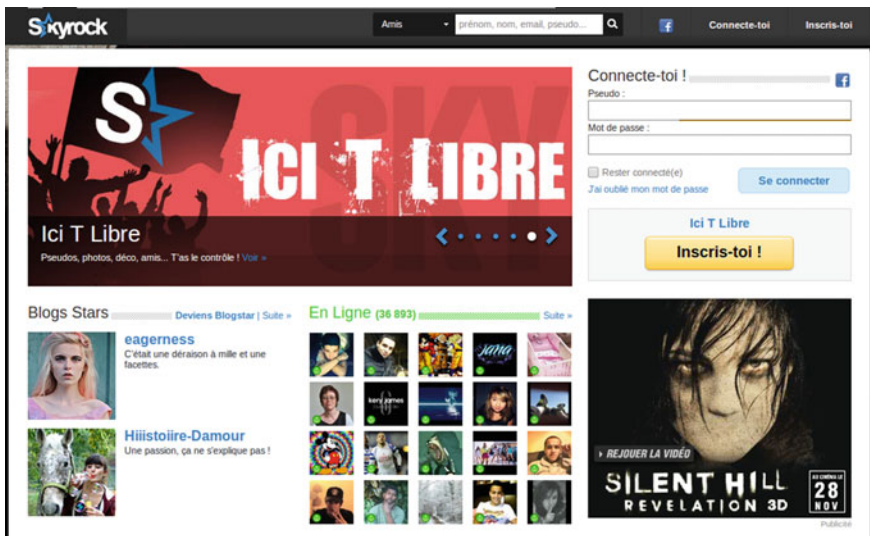 Skyrock
Amis
prénom, nom, email, pseudo...
Connecte-toi
Inscris-toi
S
SKY
ICI T LIBRE
Ici T Libre
Pseudos, photos, déco, amis... T'as le contrôle ! Voir »
Connecte-toi !
Pseudo :
Mot de passe :
Rester connecté(e)
J'ai oublié mon mot de passe
Se connecter
Ici T Libre
Inscris-toi !
Blogs Stars
Deviens Blogstar | Suite »
eagerness
C'était une déraison à mille et une
facettes.
Hiiistoiire-Damour
Une passion, ça ne s'explique pas !
En Ligne (36 893)
Suite »
kery james
REJOUER LA VIDÉO
SILENT HILL
REVELATION 3D
AU CINÉMA LE
28
NOV
Publicité